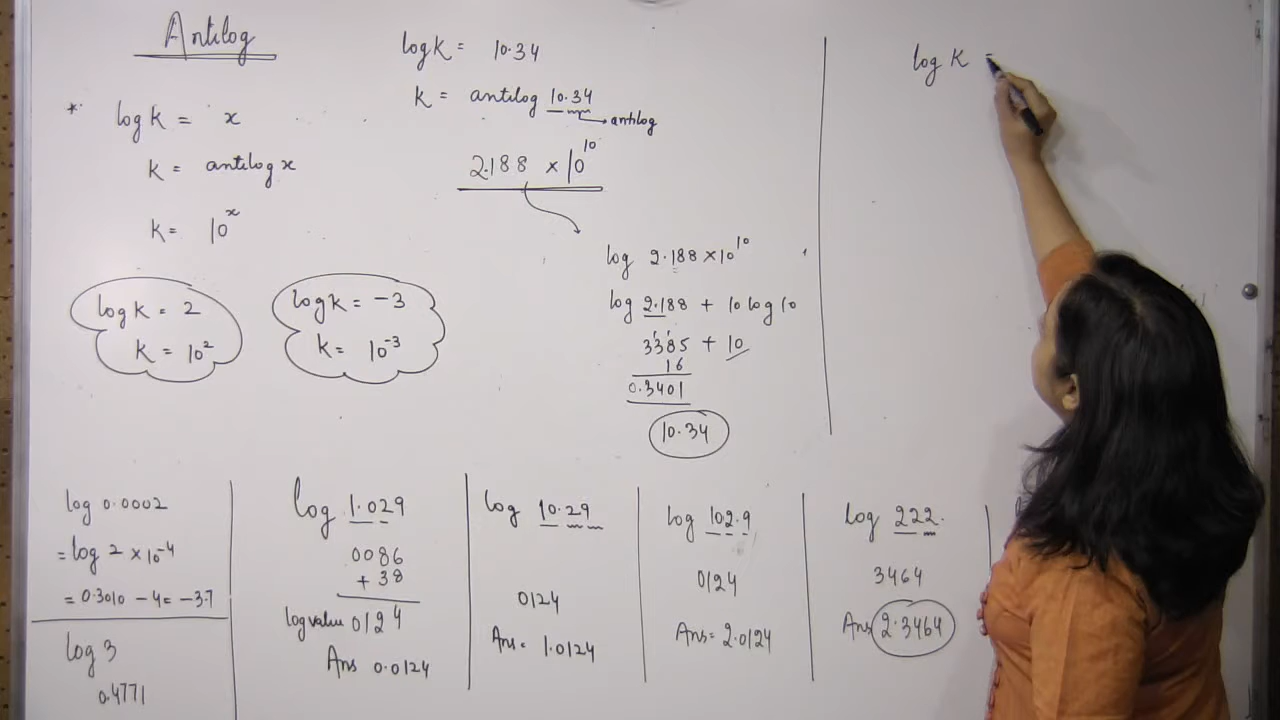 Antilog
* log K = x
K = antilog x
K = 10^x
log K = 2
K = 10^2
log K = -3
K = 10^-3
log K = 10.34
K = antilog 10.34
antilog
2.188 × 10^10
log 2.188 × 10^10
log 2.188 + 10 log 10
3385 + 10
16
0.3401
10.34
log K =
log 0.0002
= log 2 × 10^-4
= 0.3010 - 4 = -3.7
log 3
0.4771
log 1.029
0086
+ 38
log value 0124
Ans 0.0124
log 10.29
0124
Ans = 1.0124
log 102.9
0124
Ans = 2.0124
log 222.
3464
Ans 2.3464